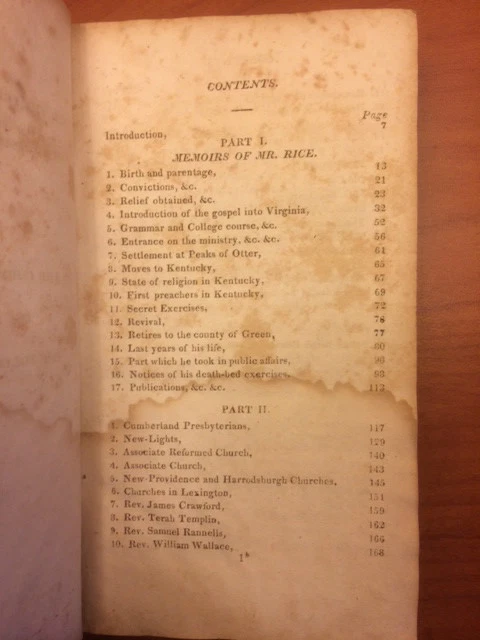 CONTENTS.
Page
Introduction, 7
PART I.
MEMOIRS OF MR. RICE.
1. Birth and parentage, 13
2. Convictions, &c. 21
3. Relief obtained, &c. 23
4. Introduction of the gospel into Virginia, 32
5. Grammar and College course, &c. 52
6. Entrance on the ministry, &c. &c. 56
7. Settlement at Peaks of Otter, 61
8. Moves to Kentucky, 65
9. State of religion in Kentucky, 67
10. First preachers in Kentucky, 69
11. Secret Exercises, 72
12. Revival, 76
13. Retires to the county of Green, 77
14. Last years of his life, 80
15. Part which he took in public affairs,
16. Notices of his death-bed exercises. 98
17. Publications, &c. &c. 113
PART II.
1. Cumberland Presbyterians, 117
2. New-Lights, 129
3. Associate Reformed Church, 140
4. Associate Church, 143
5. New-Providence and Harrodsburgh Churches, 145
6. Churches in Lexington, 151
7. Rev. James Crawford, 159
8. Rev. Terah Templin, 162
9. Rev. Samuel Rannells, 166
10. Rev. William Wallace, 168